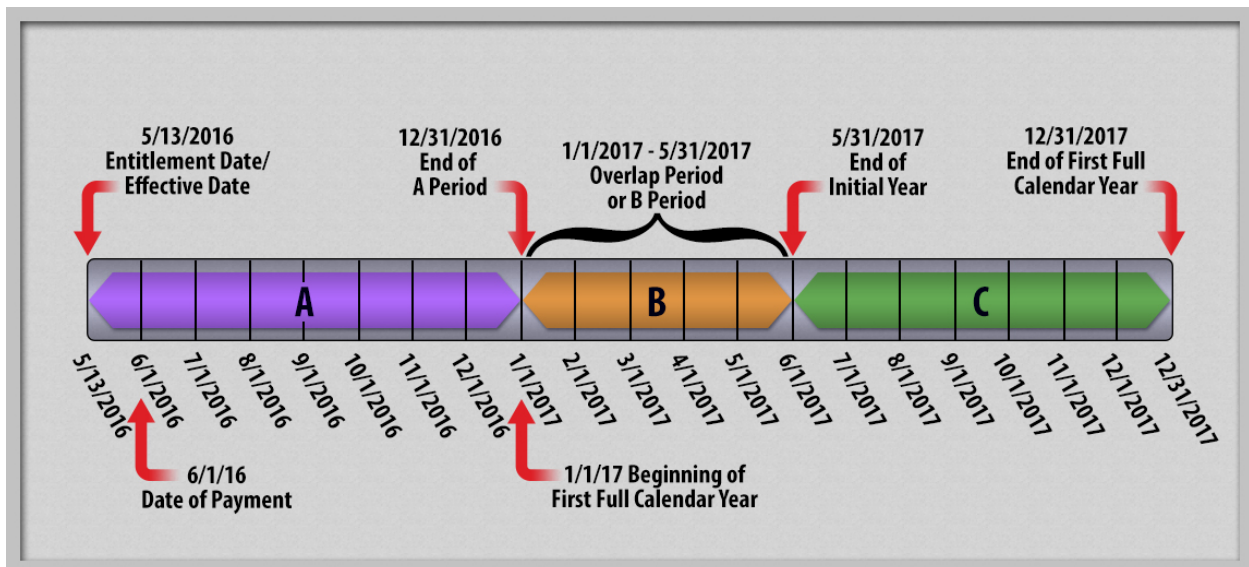 5/13/2016
Entitlement Date/
Effective Date
12/31/2016
End of
A Period
1/1/2017 - 5/31/2017
Overlap Period
or B Period
5/31/2017
End of
Initial Year
12/31/2017
End of First Full
Calendar Year
A
B
C
5/13/2016
6/1/2016
7/1/2016
8/1/2016
9/1/2016
10/1/2016
11/1/2016
12/1/2016
1/1/2017
2/1/2017
3/1/2017
4/1/2017
5/1/2017
6/1/2017
7/1/2017
8/1/2017
9/1/2017
10/1/2017
11/1/2017
12/1/2017
12/31/2017
6/1/16
Date of Payment
1/1/17 Beginning of
First Full Calendar Year